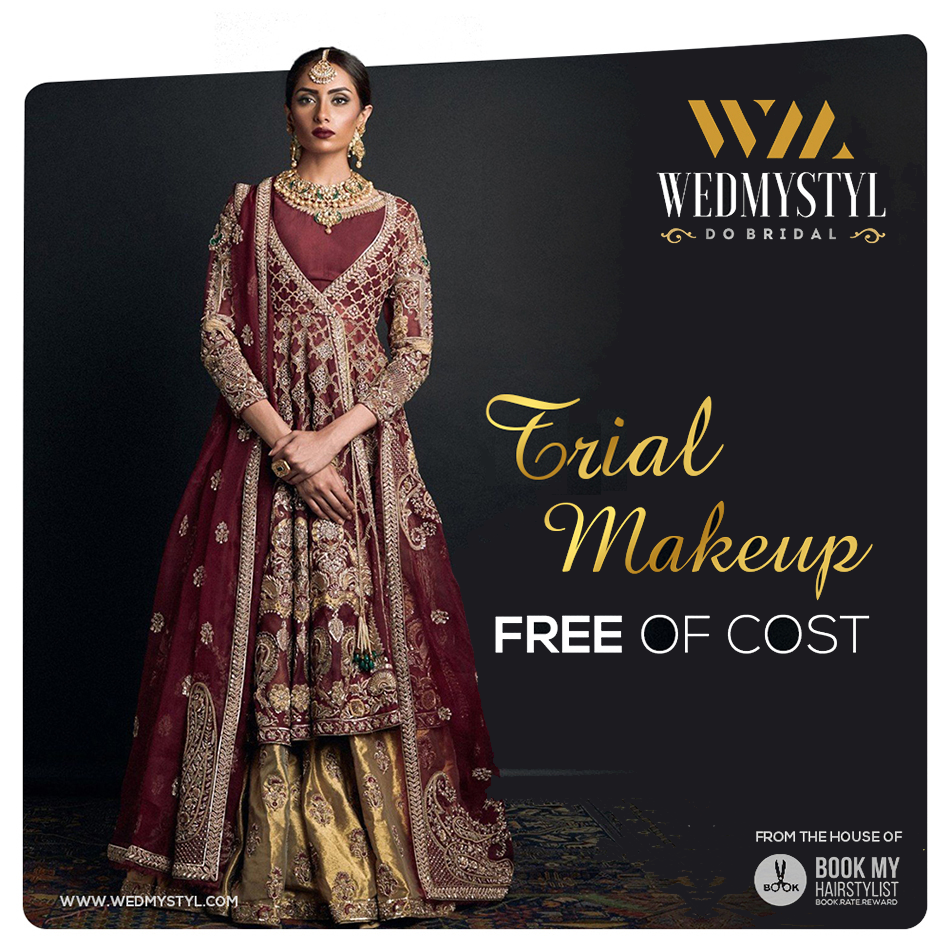 WM
WEDMYSTYL
DO BRIDAL
Trial
Makeup
FREE OF COST
FROM THE HOUSE OF
BOOK
BOOK MY
HAIRSTYLIST
BOOK.RATE.REWARD
WWW.WEDMYSTYL.COM